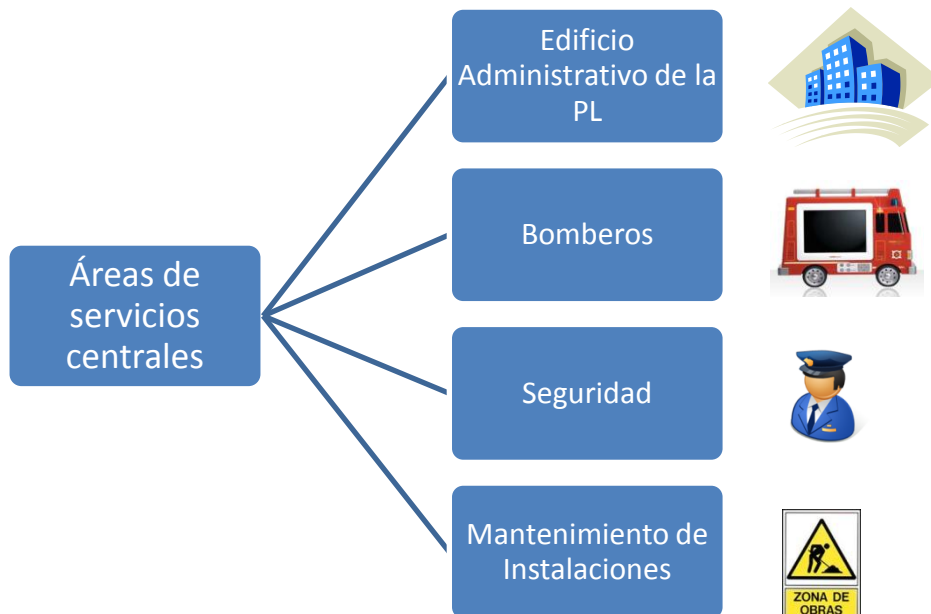 Edificio
Administrativo de la
PL
Bomberos
Áreas de
servicios
centrales
Seguridad
Mantenimiento de
Instalaciones
ZONA DE
OBRAS